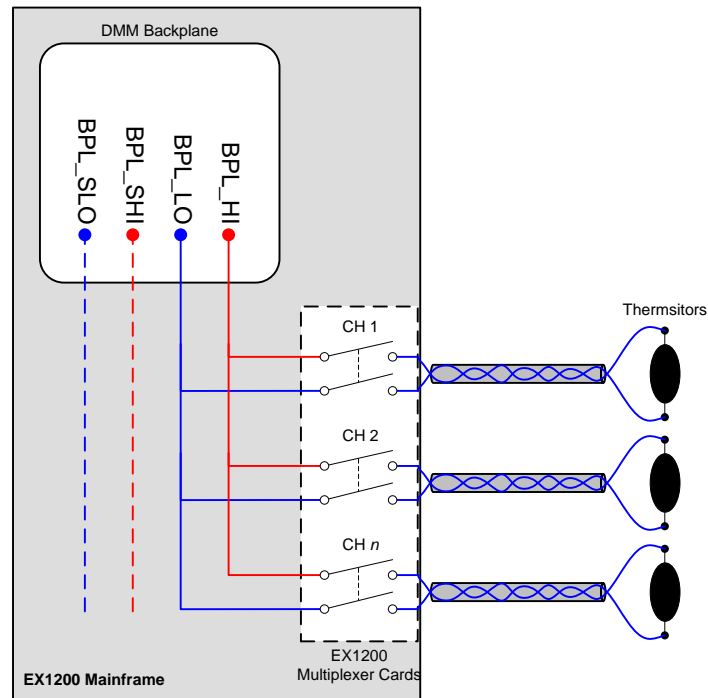 DMM Backplane
BPL_SLO
BPL_SHI
BPL_LO
BPL_HI
CH 1
Thermsitors
CH 2
CH n
EX1200
Multiplexer Cards
EX1200 Mainframe